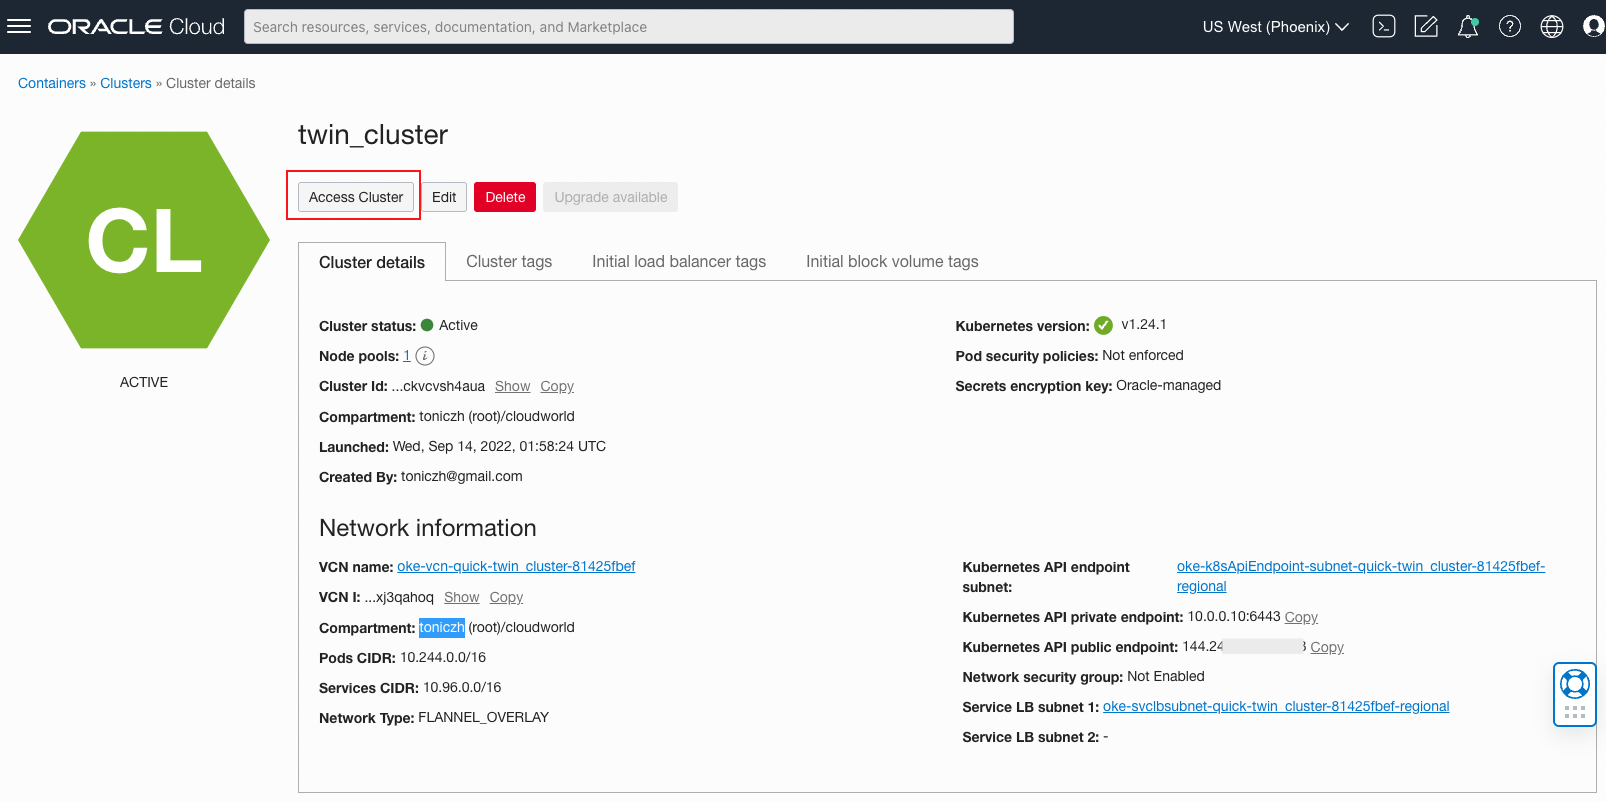 ORACLE Cloud
Search resources, services, documentation, and Marketplace
US West (Phoenix)
Containers » Clusters » Cluster details
CL
ACTIVE
twin_cluster
Access Cluster
Edit
Delete
Upgrade available
Cluster details
Cluster tags
Initial load balancer tags
Initial block volume tags
Cluster status: Active
Node pools: 1 i
Cluster Id: ...ckvcvsh4aua Show Copy
Compartment: toniczh (root)/cloudworld
Launched: Wed, Sep 14, 2022, 01:58:24 UTC
Created By: toniczh@gmail.com
Kubernetes version: v1.24.1
Pod security policies: Not enforced
Secrets encryption key: Oracle-managed
Network information
VCN name: oke-vcn-quick-twin_cluster-81425fbef
VCN I: ...xj3qahoq Show Copy
Compartment: toniczh (root)/cloudworld
Pods CIDR: 10.244.0.0/16
Services CIDR: 10.96.0.0/16
Network Type: FLANNEL_OVERLAY
Kubernetes API endpoint
subnet:
oke-k8sApiEndpoint-subnet-quick-twin_cluster-81425fbef-
regional
Kubernetes API private endpoint: 10.0.0.10:6443 Copy
Kubernetes API public endpoint: 144.24 Copy
Network security group: Not Enabled
Service LB subnet 1: oke-svclbsubnet-quick-twin_cluster-81425fbef-regional
Service LB subnet 2: -